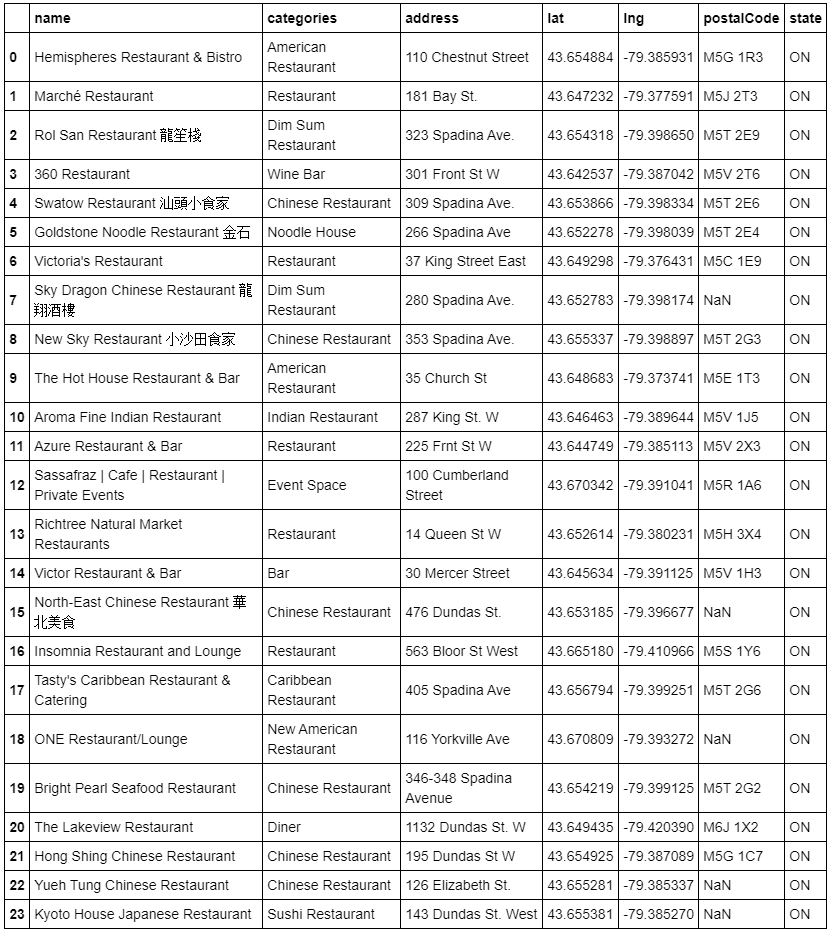 name categories address lat lng postalCode state
0 Hemispheres Restaurant & Bistro American Restaurant 110 Chestnut Street 43.654884 -79.385931 M5G 1R3 ON
1 Marché Restaurant Restaurant 181 Bay St. 43.647232 -79.377591 M5J 2T3 ON
2 Rol San Restaurant 龍笙棧 Dim Sum Restaurant 323 Spadina Ave. 43.654318 -79.398650 M5T 2E9 ON
3 360 Restaurant Wine Bar 301 Front St W 43.642537 -79.387042 M5V 2T6 ON
4 Swatow Restaurant 汕頭小食家 Chinese Restaurant 309 Spadina Ave. 43.653866 -79.398334 M5T 2E6 ON
5 Goldstone Noodle Restaurant 金石 Noodle House 266 Spadina Ave 43.652278 -79.398039 M5T 2E4 ON
6 Victoria's Restaurant Restaurant 37 King Street East 43.649298 -79.376431 M5C 1E9 ON
7 Sky Dragon Chinese Restaurant 龍翔酒樓 Dim Sum Restaurant 280 Spadina Ave. 43.652783 -79.398174 NaN ON
8 New Sky Restaurant 小沙田食家 Chinese Restaurant 353 Spadina Ave. 43.655337 -79.398897 M5T 2G3 ON
9 The Hot House Restaurant & Bar American Restaurant 35 Church St 43.648683 -79.373741 M5E 1T3 ON
10 Aroma Fine Indian Restaurant Indian Restaurant 287 King St. W 43.646463 -79.389644 M5V 1J5 ON
11 Azure Restaurant & Bar Restaurant 225 Frnt St W 43.644749 -79.385113 M5V 2X3 ON
12 Sassafraz | Cafe | Restaurant | Private Events Event Space 100 Cumberland Street 43.670342 -79.391041 M5R 1A6 ON
13 Richtree Natural Market Restaurants Restaurant 14 Queen St W 43.652614 -79.380231 M5H 3X4 ON
14 Victor Restaurant & Bar Bar 30 Mercer Street 43.645634 -79.391125 M5V 1H3 ON
15 North-East Chinese Restaurant 華北美食 Chinese Restaurant 476 Dundas St. 43.653185 -79.396677 NaN ON
16 Insomnia Restaurant and Lounge Restaurant 563 Bloor St West 43.665180 -79.410966 M5S 1Y6 ON
17 Tasty's Caribbean Restaurant & Catering Caribbean Restaurant 405 Spadina Ave 43.656794 -79.399251 M5T 2G6 ON
18 ONE Restaurant/Lounge New American Restaurant 116 Yorkville Ave 43.670809 -79.393272 NaN ON
19 Bright Pearl Seafood Restaurant Chinese Restaurant 346-348 Spadina Avenue 43.654219 -79.399125 M5T 2G2 ON
20 The Lakeview Restaurant Diner 1132 Dundas St. W 43.649435 -79.420390 M6J 1X2 ON
21 Hong Shing Chinese Restaurant Chinese Restaurant 195 Dundas St W 43.654925 -79.387089 M5G 1C7 ON
22 Yueh Tung Chinese Restaurant Chinese Restaurant 126 Elizabeth St. 43.655281 -79.385337 NaN ON
23 Kyoto House Japanese Restaurant Sushi Restaurant 143 Dundas St. West 43.655381 -79.385270 NaN ON